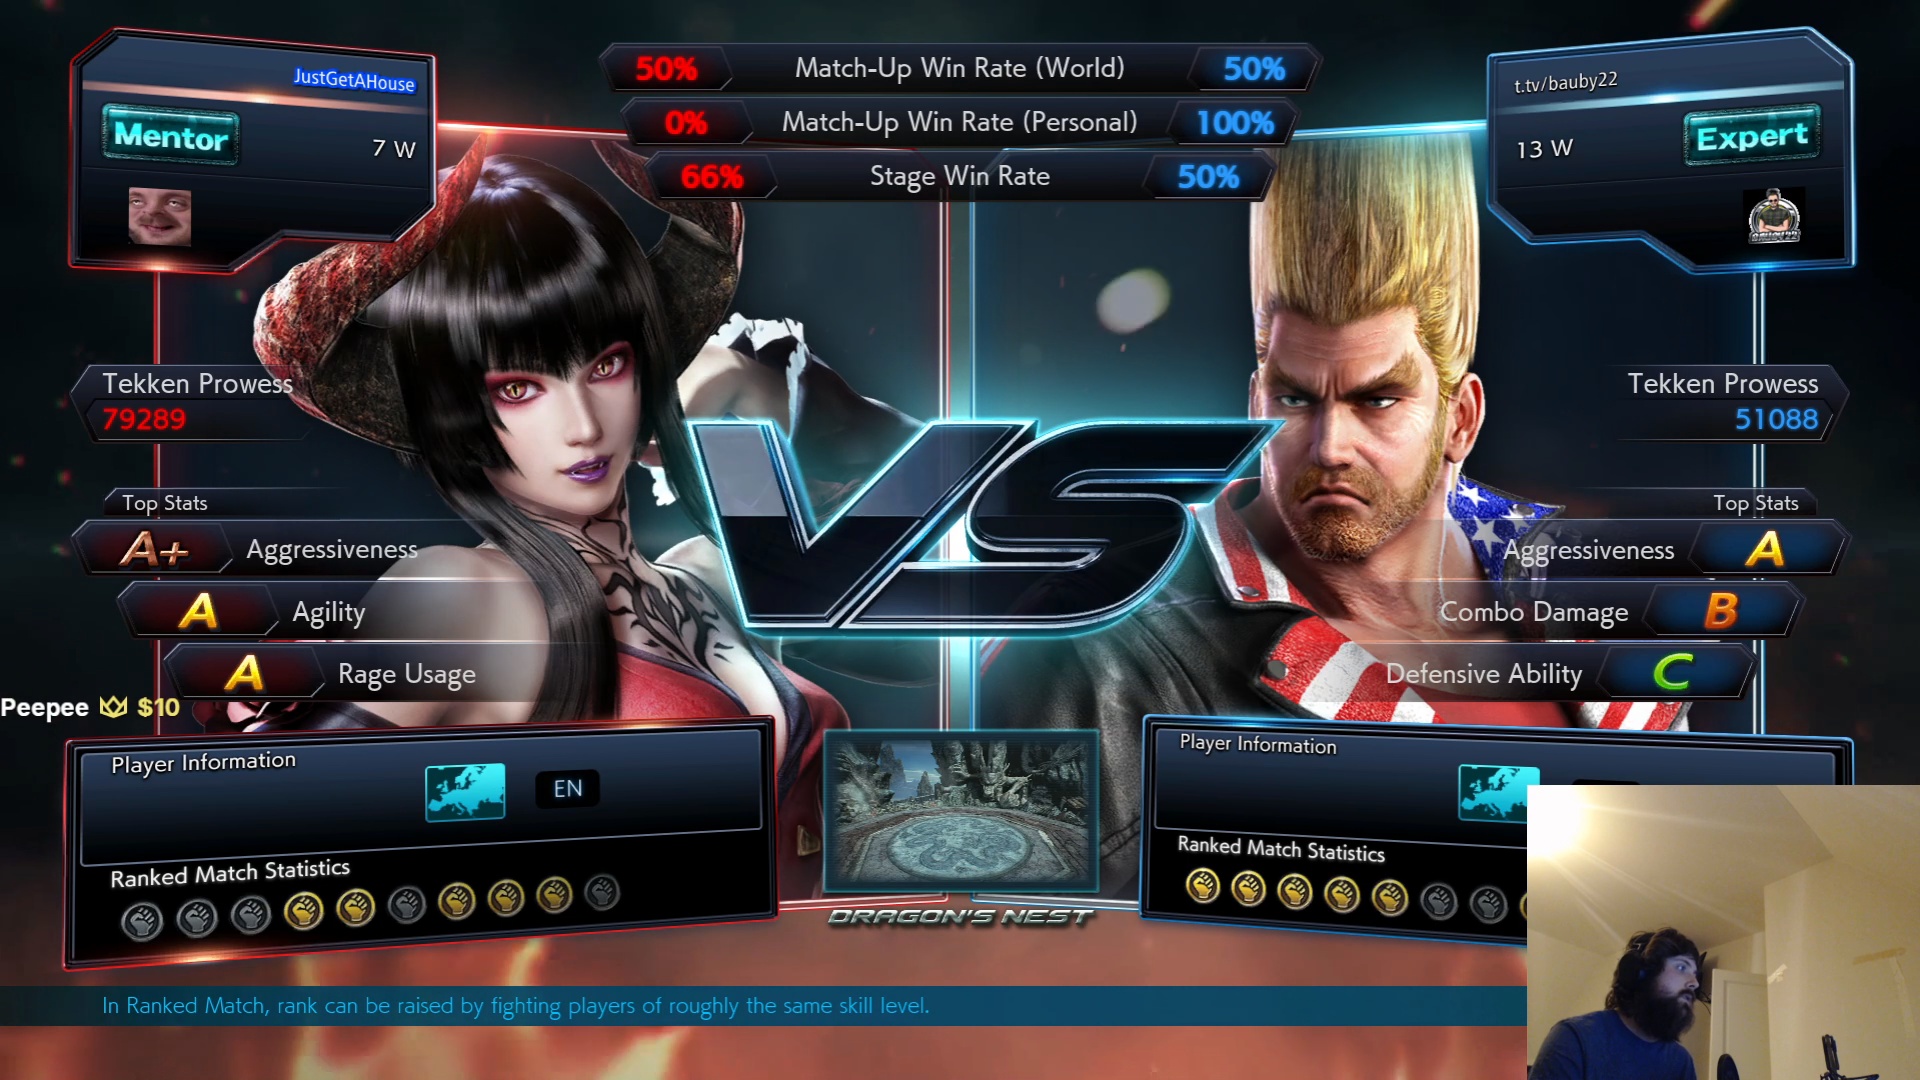 JustGetAHouse
Mentor
7 W
50% Match-Up Win Rate (World) 50%
0% Match-Up Win Rate (Personal) 100%
66% Stage Win Rate 50%
t.tv/bauby22
13 W
Expert
BAUBY22
Tekken Prowess
79289
Tekken Prowess
51088
VS
Top Stats
A+ Aggressiveness
A Agility
A Rage Usage
Top Stats
Aggressiveness A
Combo Damage B
Defensive Ability C
Peepee $10
Player Information
EN
Ranked Match Statistics
DRAGON'S NEST
Player Information
Ranked Match Statistics
In Ranked Match, rank can be raised by fighting players of roughly the same skill level.